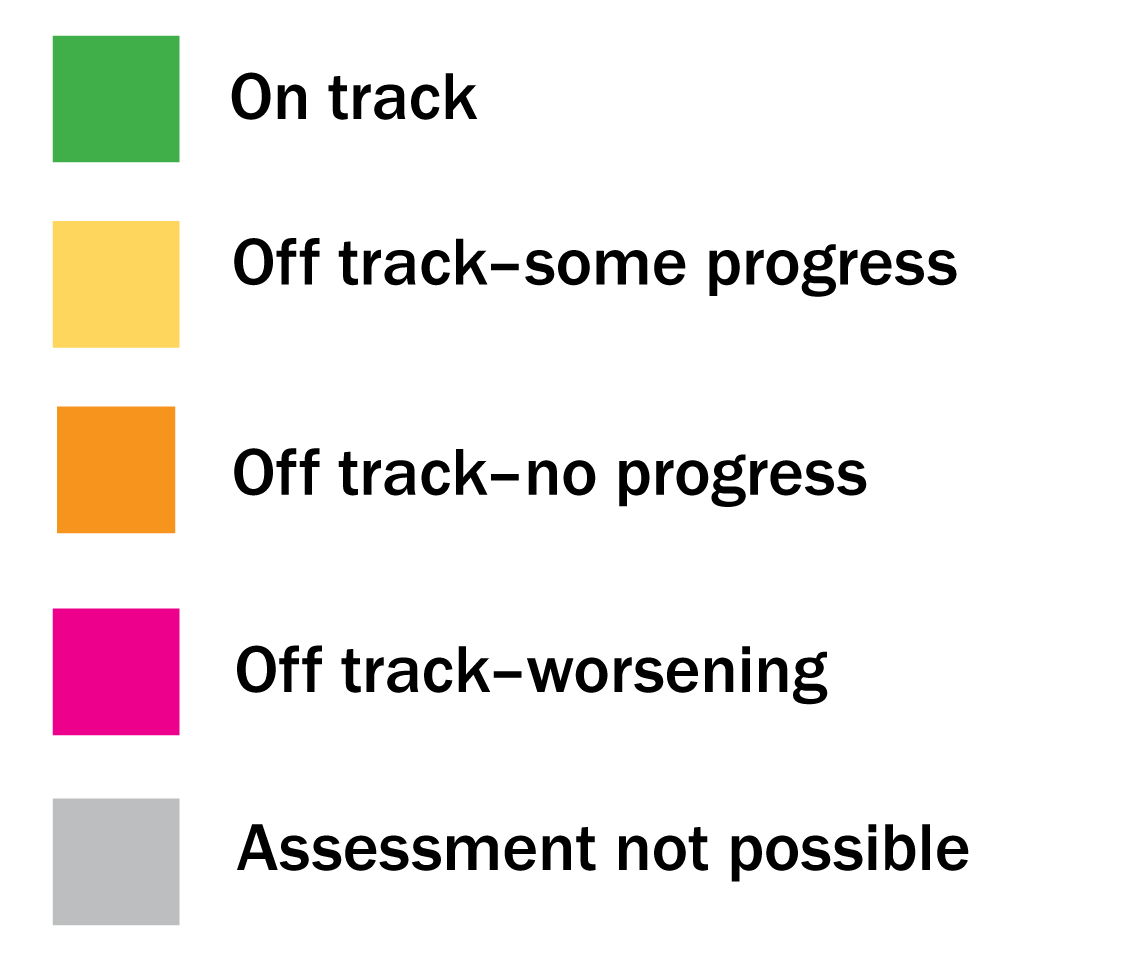 On track
Off track–some progress
Off track–no progress
Off track–worsening
Assessment not possible